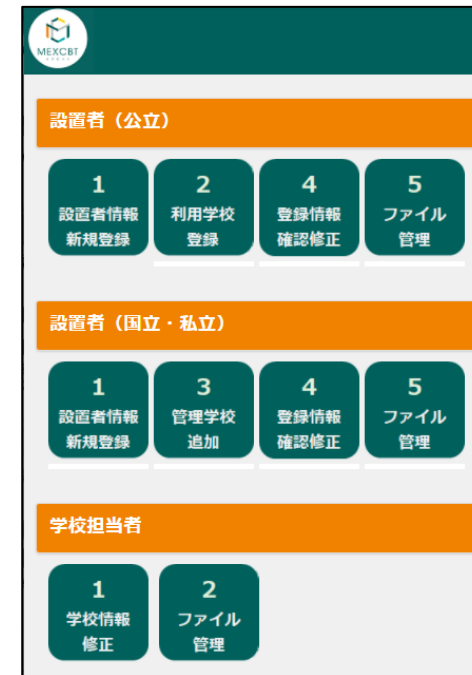 MEXCBT
設置者（公立）
1
設置者情報
新規登録
2
利用学校
登録
4
登録情報
確認修正
5
ファイル
管理
設置者（国立・私立）
1
設置者情報
新規登録
3
管理学校
追加
4
登録情報
確認修正
5
ファイル
管理
学校担当者
1
学校情報
修正
2
ファイル
管理